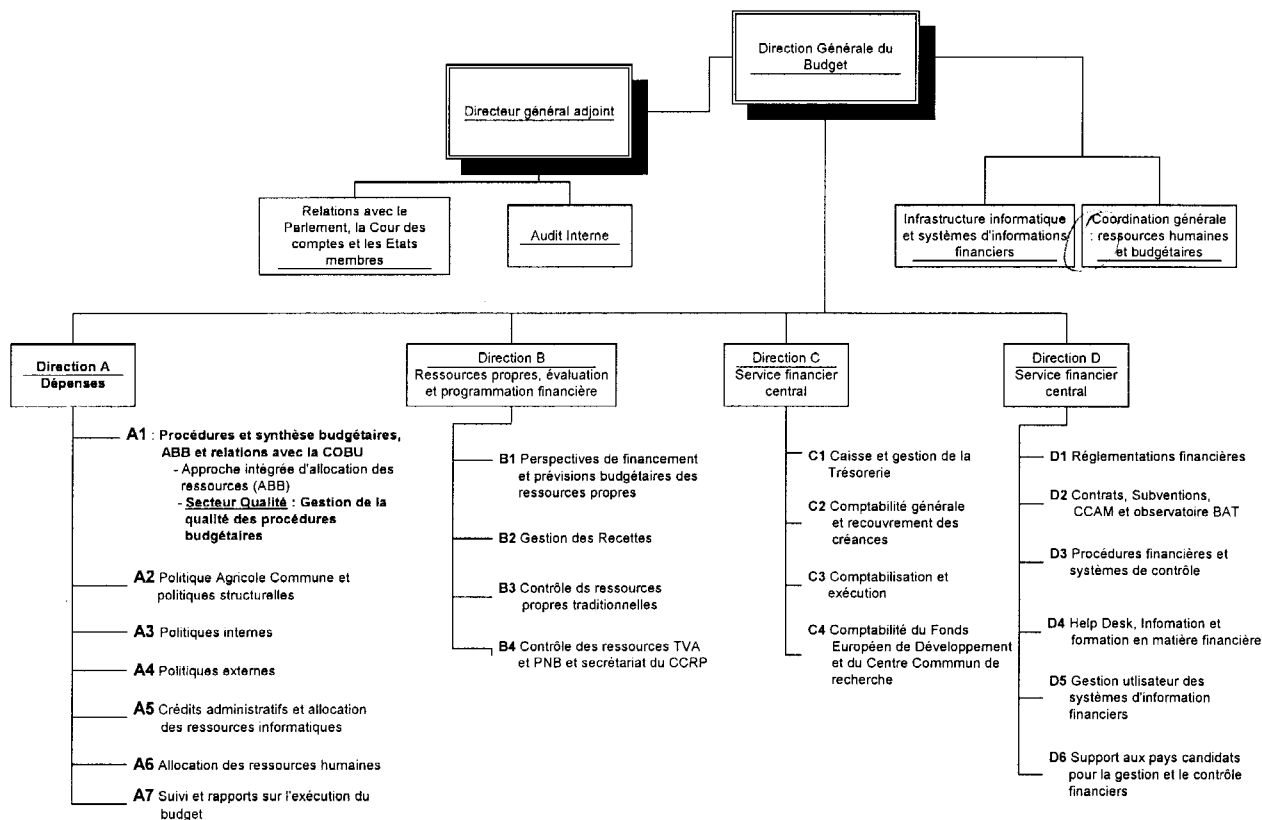 Direction Générale du
Budget
Directeur général adjoint
Relations avec le
Parlement, la Cour des
comptes et les Etats
membres
Audit Interne
Infrastructure informatique
et systèmes d'informations
financiers
Coordination générale
: ressources humaines
et budgétaires
Direction A
Dépenses
A1 : Procédures et synthèse budgétaires,
ABB et relations avec la COBU
- Approche intégrée d'allocation des
ressources (ABB)
- Secteur Qualité : Gestion de la
qualité des procédures
budgétaires
A2 Politique Agricole Commune et
politiques structurelles
A3 Politiques internes
A4 Politiques externes
A5 Crédits administratifs et allocation
des ressources informatiques
A6 Allocation des ressources humaines
A7 Suivi et rapports sur l'exécution du
budget
Direction B
Ressources propres, évaluation
et programmation financière
B1 Perspectives de financement
et prévisions budgétaires des
ressources propres
B2 Gestion des Recettes
B3 Contrôle ds ressources
propres traditionnelles
B4 Contrôle des ressources TVA
et PNB et secrétariat du CCRP
Direction C
Service financier
central
C1 Caisse et gestion de la
Trésorerie
C2 Comptabilité générale
et recouvrement des
créances
C3 Comptabilisation et
exécution
C4 Comptabilité du Fonds
Européen de Développement
et du Centre Commmun de
recherche
Direction D
Service financier
central
D1 Réglementations financières
D2 Contrats, Subventions,
CCAM et observatoire BAT
D3 Procédures financières et
systèmes de contrôle
D4 Help Desk, Infomation et
formation en matière financière
D5 Gestion utlisateur des
systèmes d'information
financiers
D6 Support aux pays candidats
pour la gestion et le contrôle
financiers